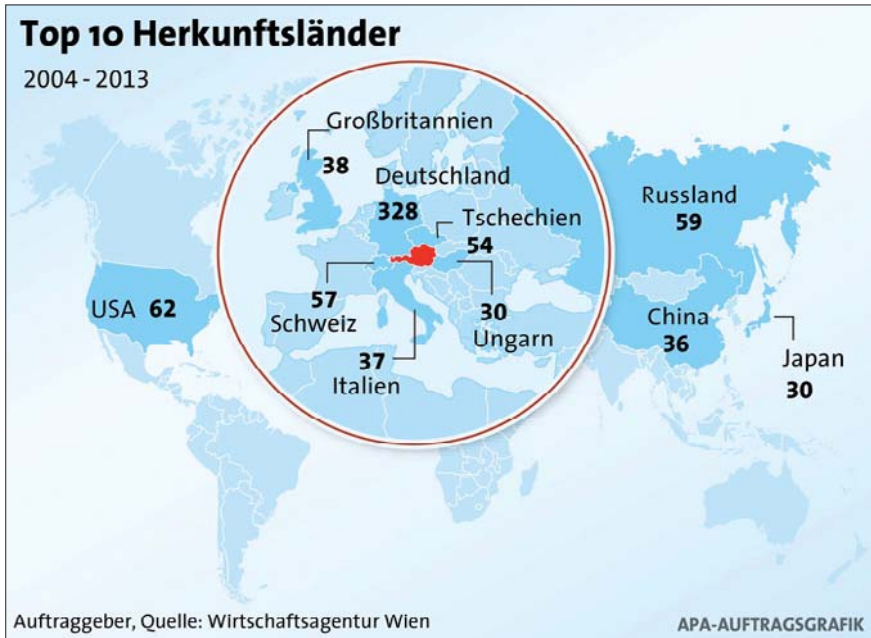 Top 10 Herkunftsländer
2004 - 2013
Großbritannien
38
Deutschland
328
Tschechien
54
Russland
59
USA 62
57
Schweiz
30
Ungarn
37
Italien
China
36
Japan
30
Auftraggeber, Quelle: Wirtschaftsagentur Wien
APA-AUFTRAGSGRAFIK